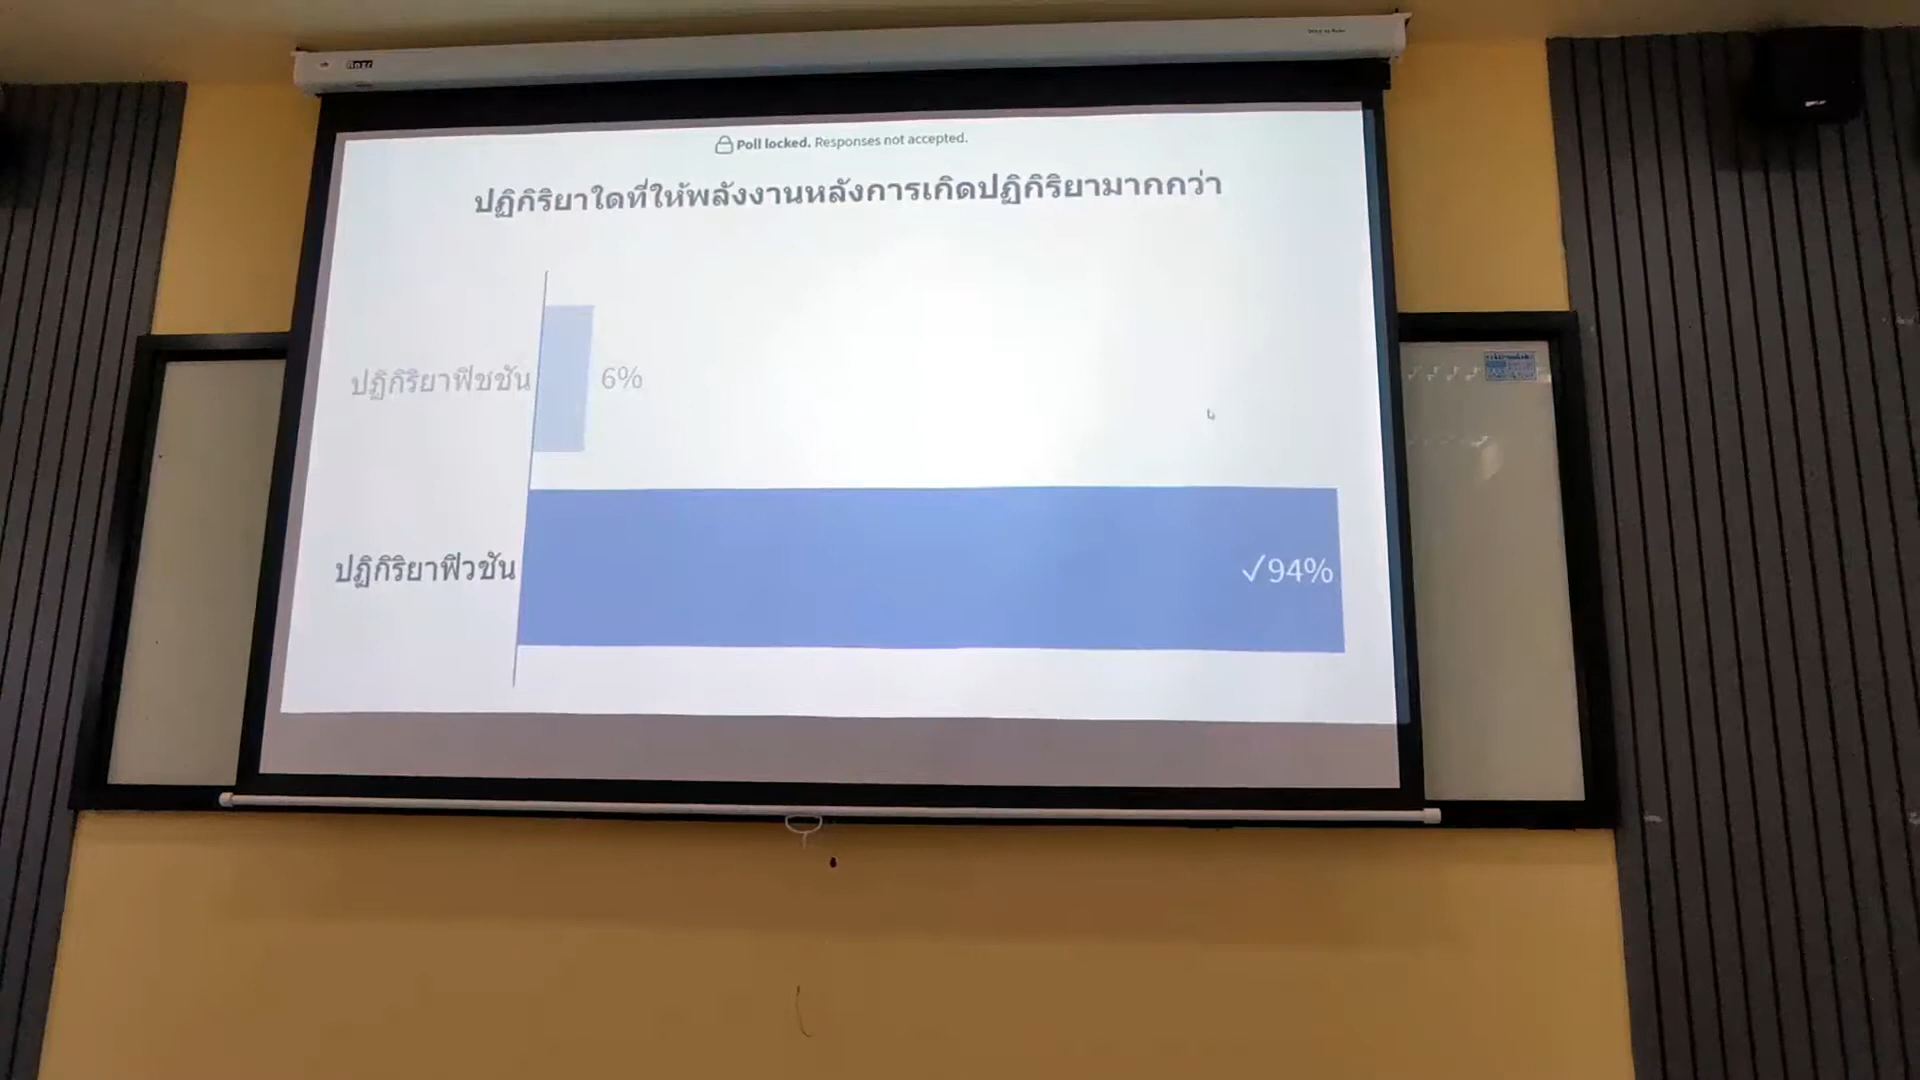 Poll locked. Responses not accepted.
ปฏิกิริยาใดที่ให้พลังงานหลังการเกิดปฏิกิริยามากกว่า
ปฏิกิริยาฟิชชัน
6%
ปฏิกิริยาฟิวชัน
✓94%